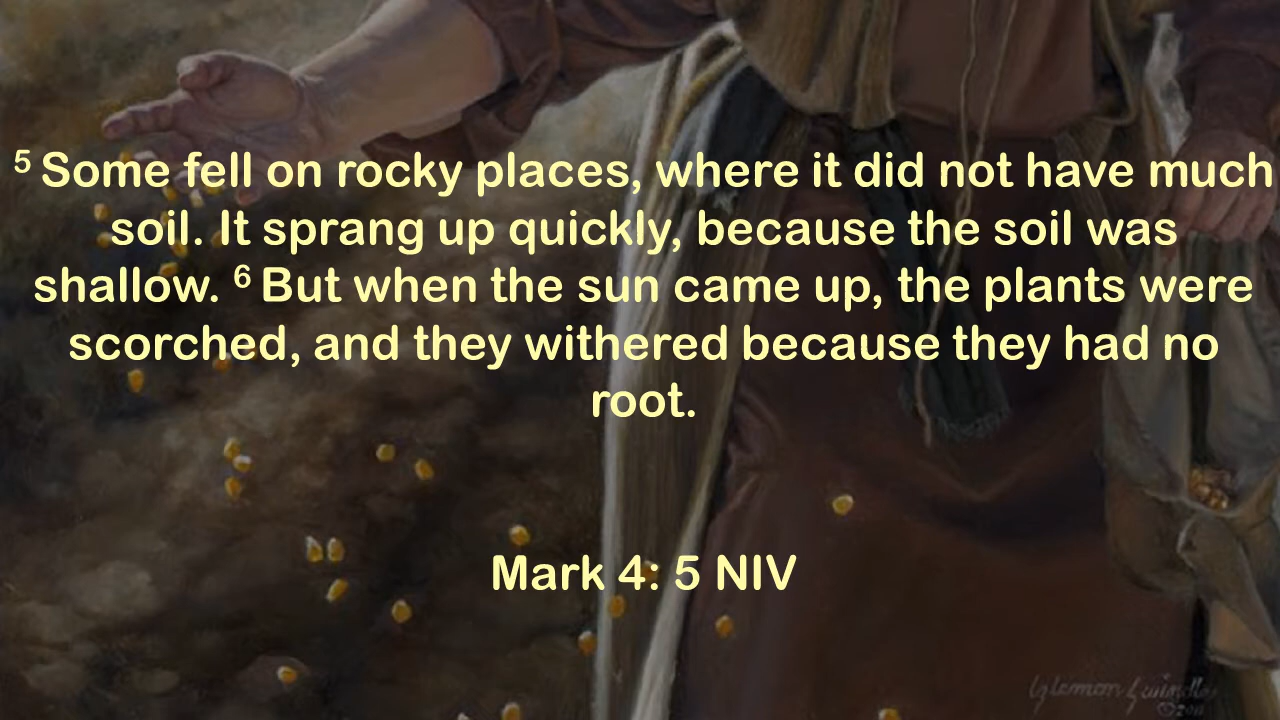 ⁵ Some fell on rocky places, where it did not have much
soil. It sprang up quickly, because the soil was
shallow. ⁶ But when the sun came up, the plants were
scorched, and they withered because they had no
root.
Mark 4: 5 NIV